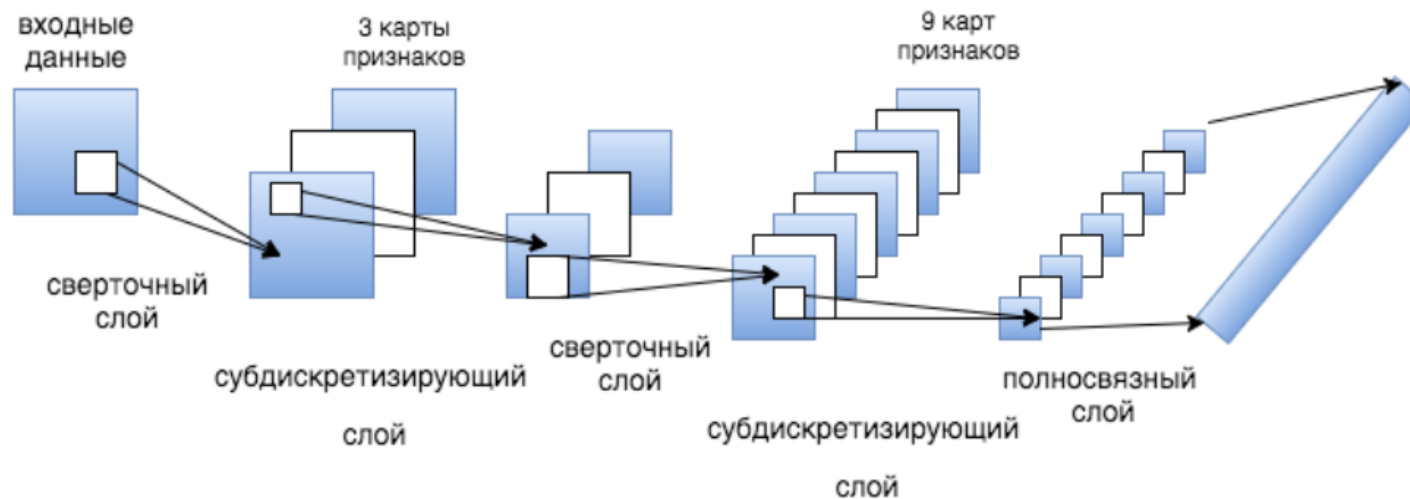 входные
данные
3 карты
признаков
9 карт
признаков
сверточный
слой
субдискретизирующий
слой
сверточный
слой
субдискретизирующий
слой
полносвязный
слой